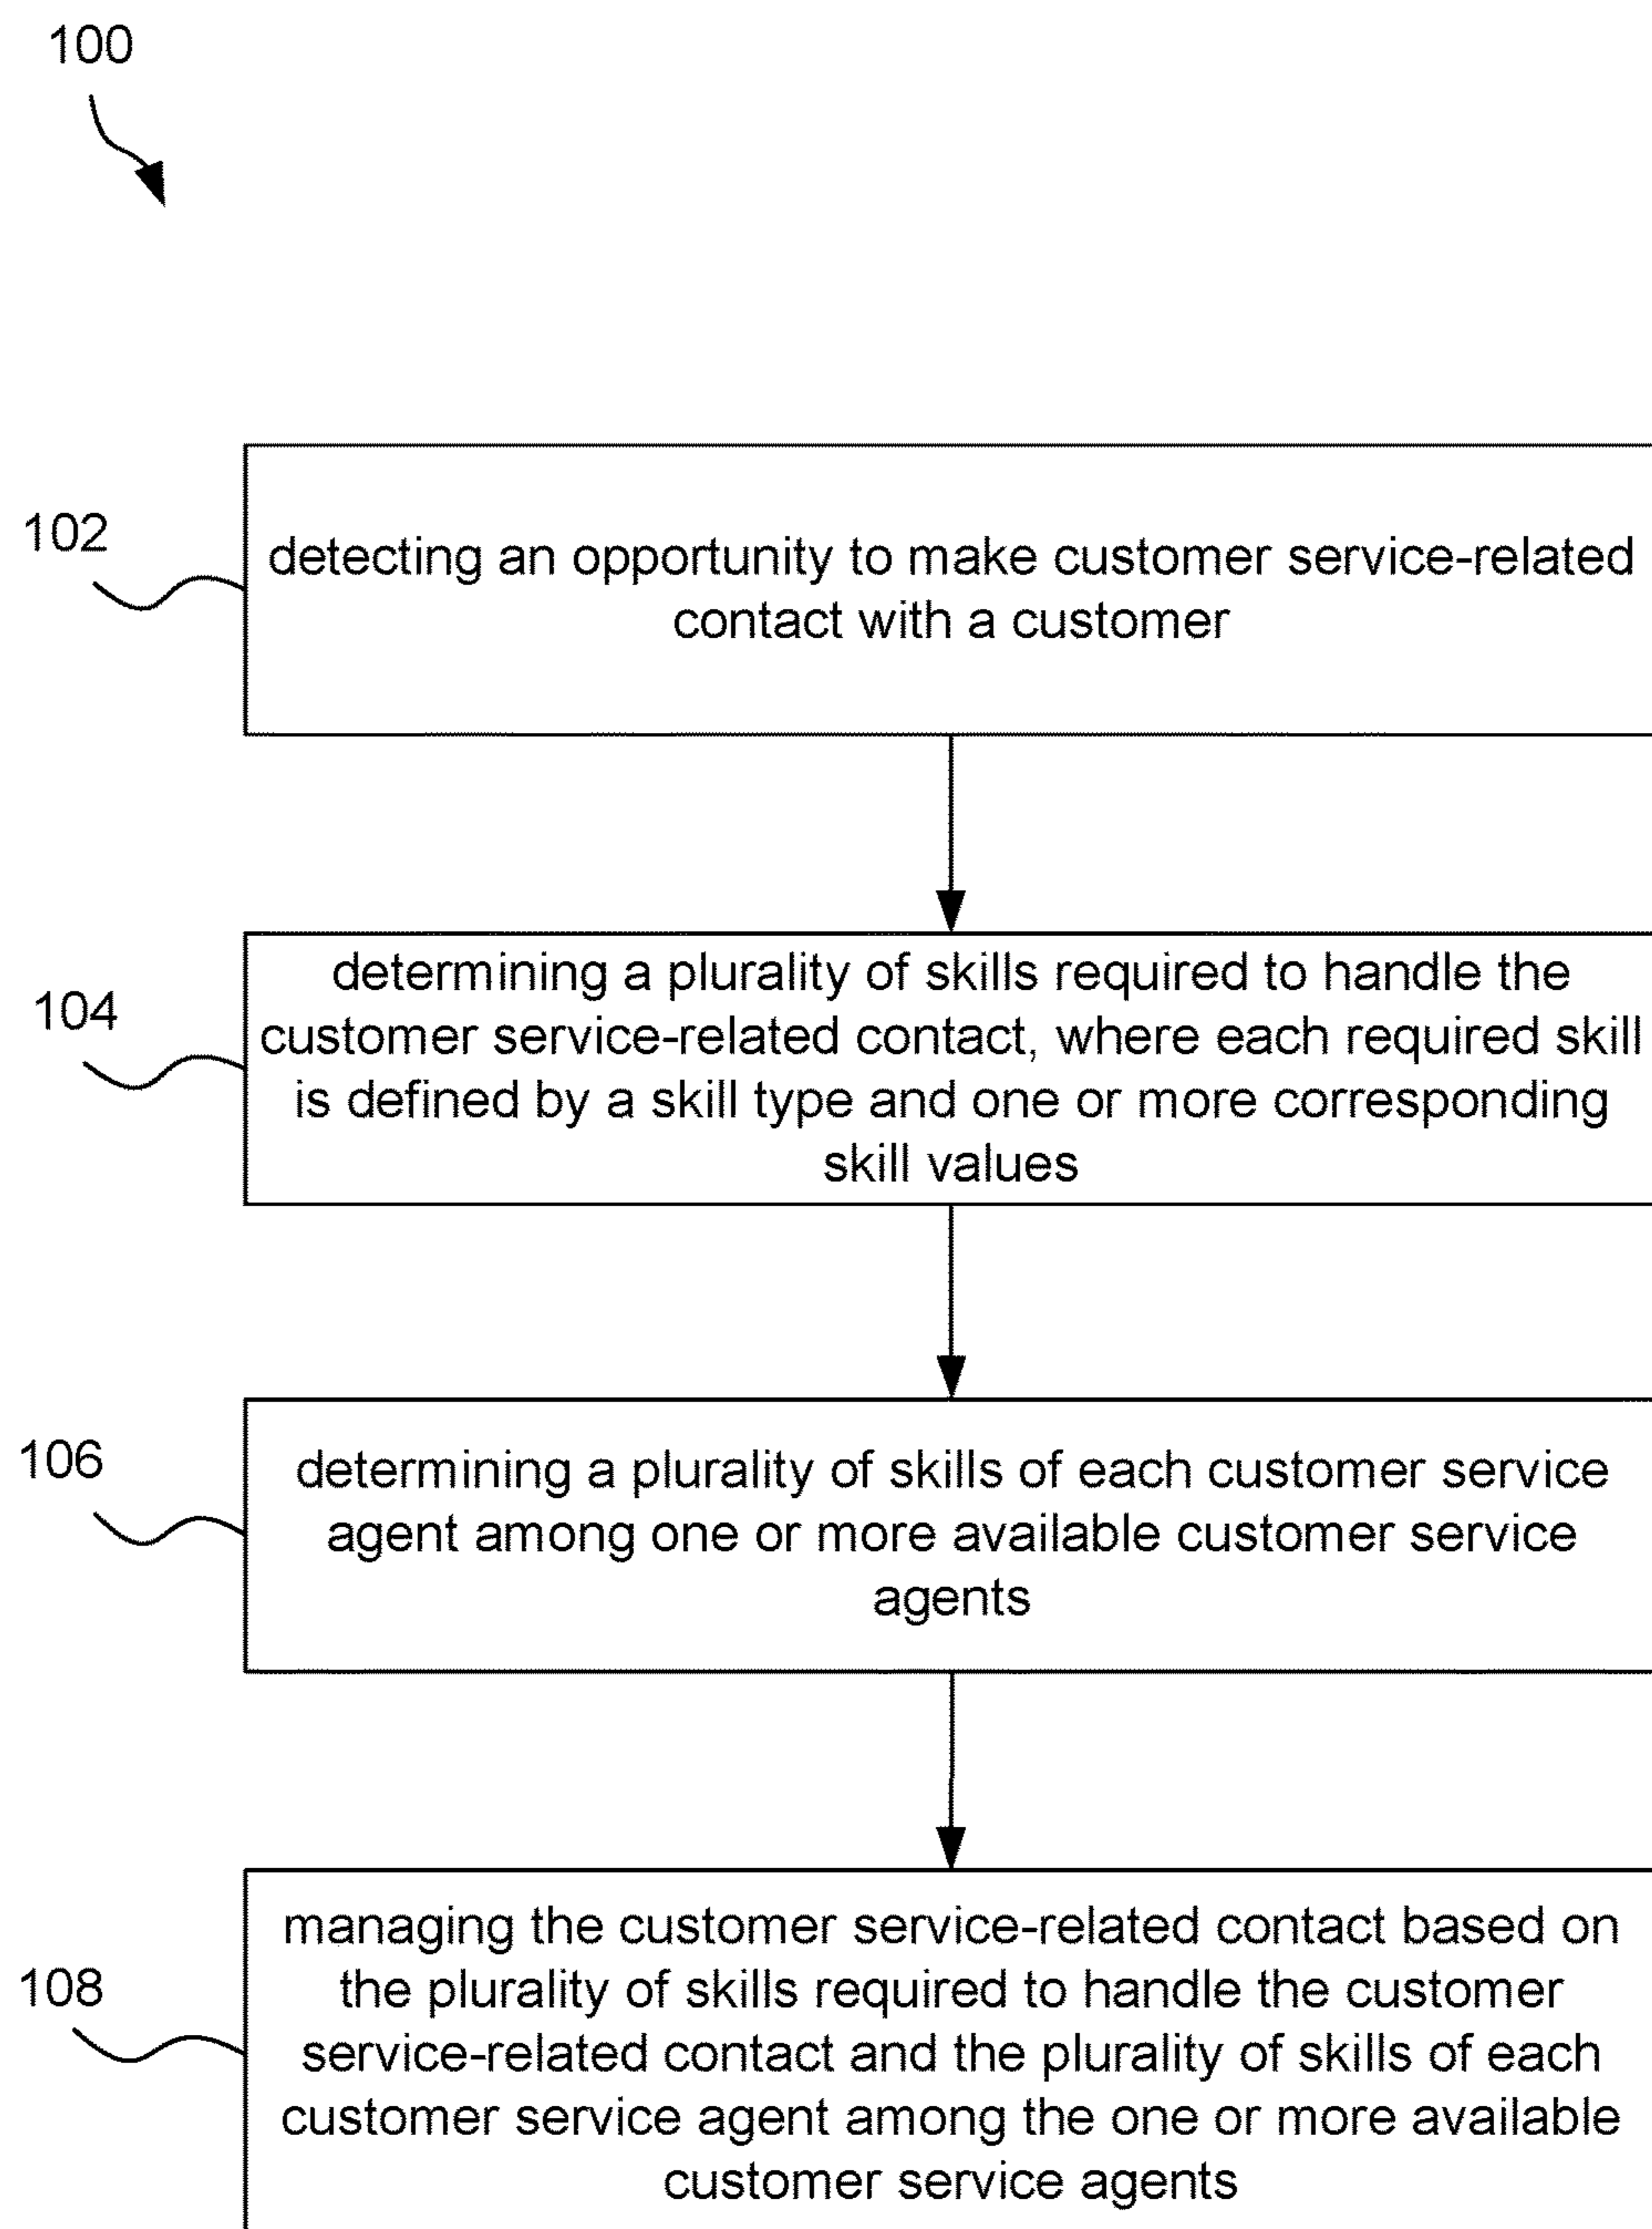 100
102
detecting an opportunity to make customer service-related
contact with a customer
104
determining a plurality of skills required to handle the
customer service-related contact, where each required skill
is defined by a skill type and one or more corresponding
skill values
106
determining a plurality of skills of each customer service
agent among one or more available customer service
agents
108
managing the customer service-related contact based on
the plurality of skills required to handle the customer
service-related contact and the plurality of skills of each
customer service agent among the one or more available
customer service agents